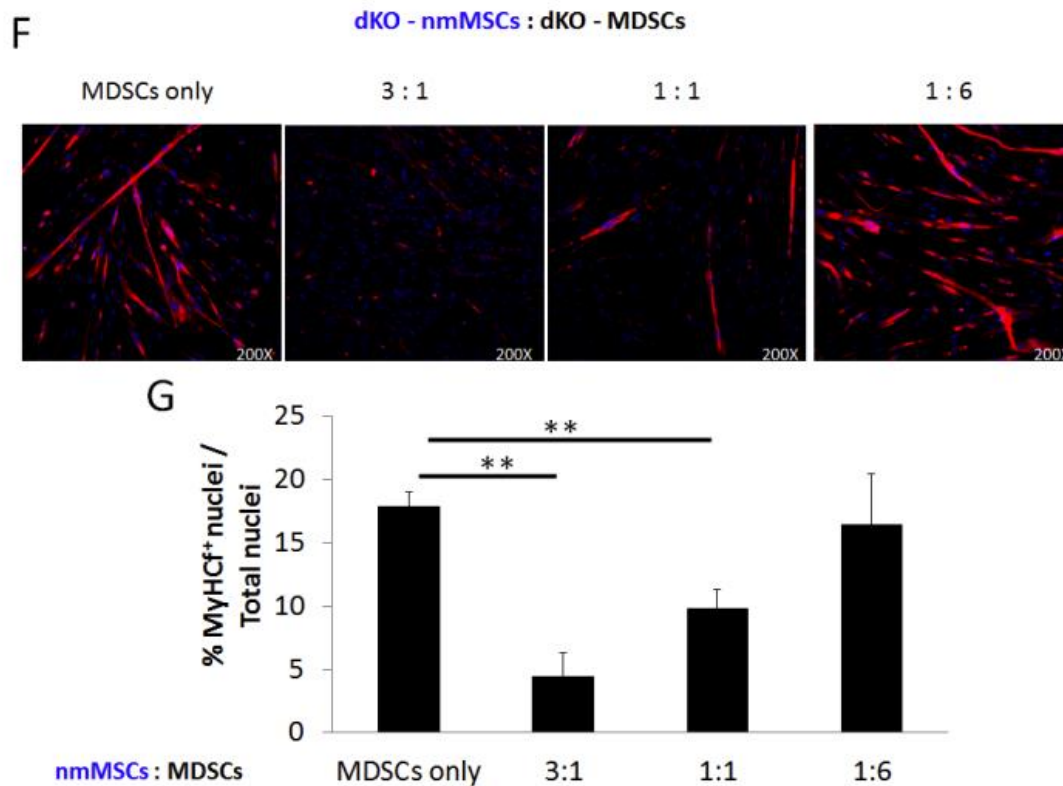 F
dKO - nmMSCs : dKO - MDSCs
MDSCs only 3 : 1 1 : 1 1 : 6
200X 200X 200X 200X
G
% MyHCf⁺ nuclei /
Total nuclei
25
20
15
10
5
0
**
**
nmMSCs : MDSCs MDSCs only 3:1 1:1 1:6